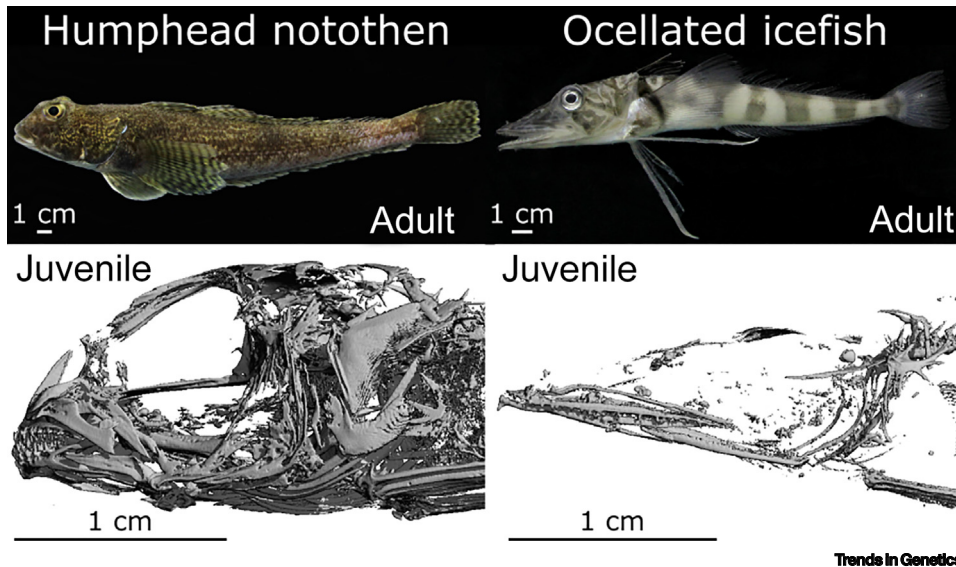 Humphead notothen
Ocellated icefish
1 cm
Adult
1 cm
Adult
Juvenile
Juvenile
1 cm
1 cm
Trends in Genetics